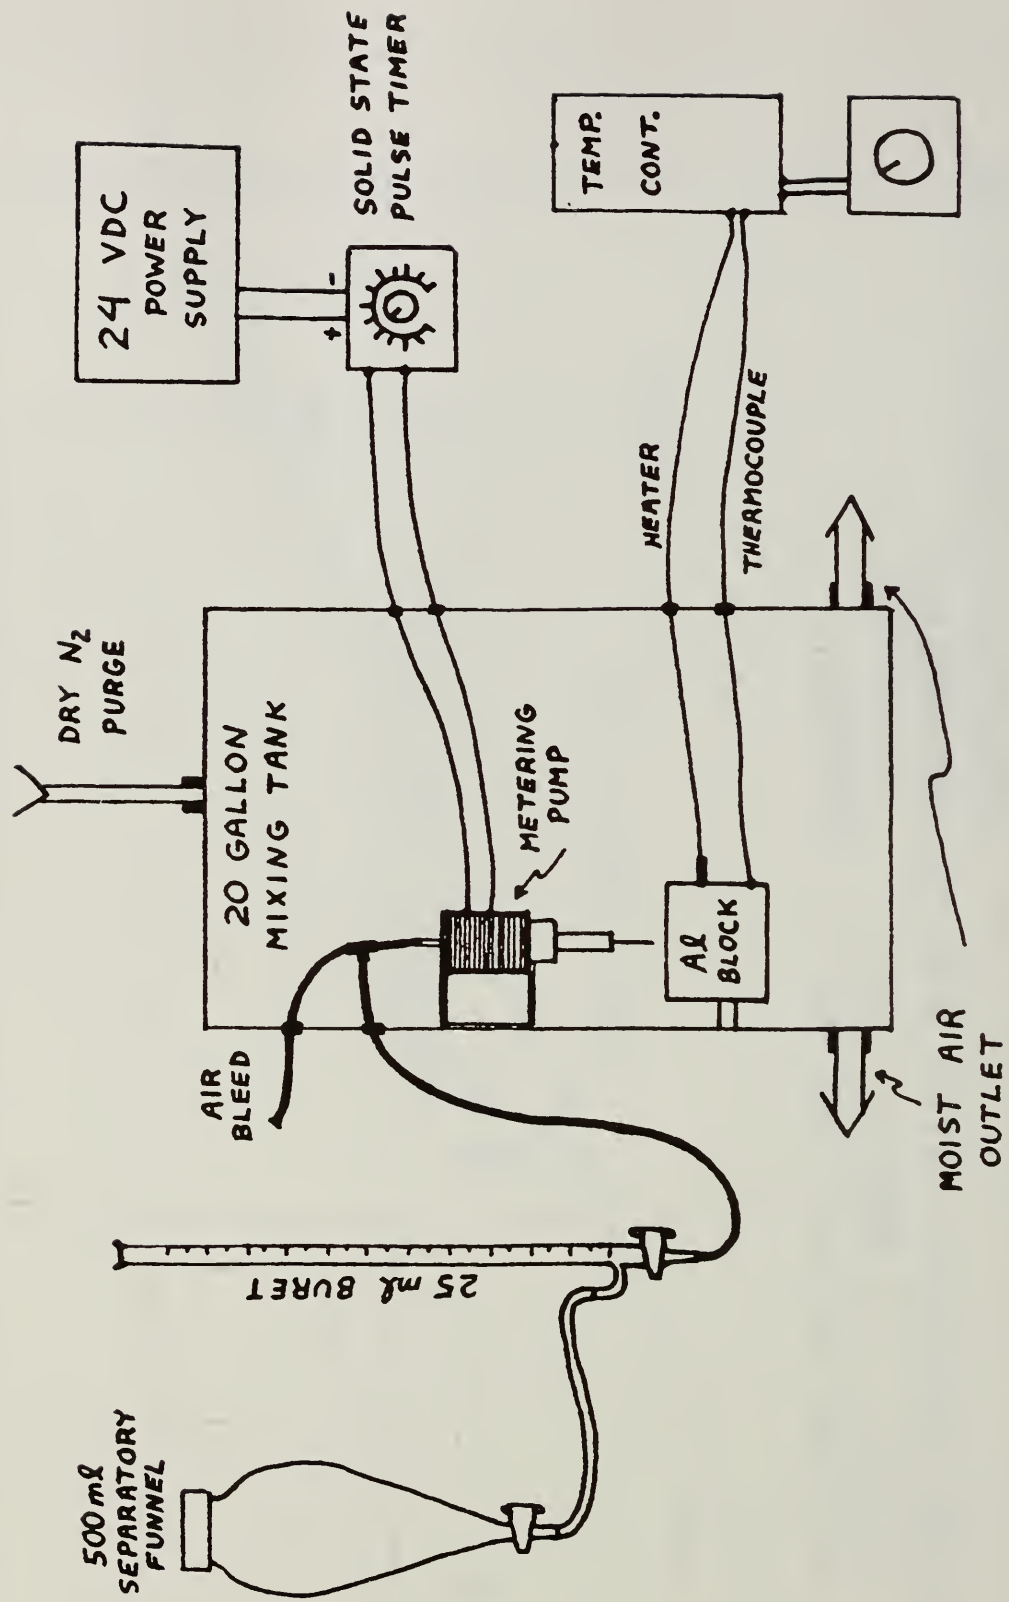 500 ml
SEPARATORY
FUNNEL
25 ml BURET
AIR
BLEED
DRY N2
PURGE
20 GALLON
MIXING TANK
METERING
PUMP
Al
BLOCK
MOIST AIR
OUTLET
24 VDC
POWER
SUPPLY
+ -
SOLID STATE
PULSE TIMER
HEATER
THERMOCOUPLE
TEMP.
CONT.